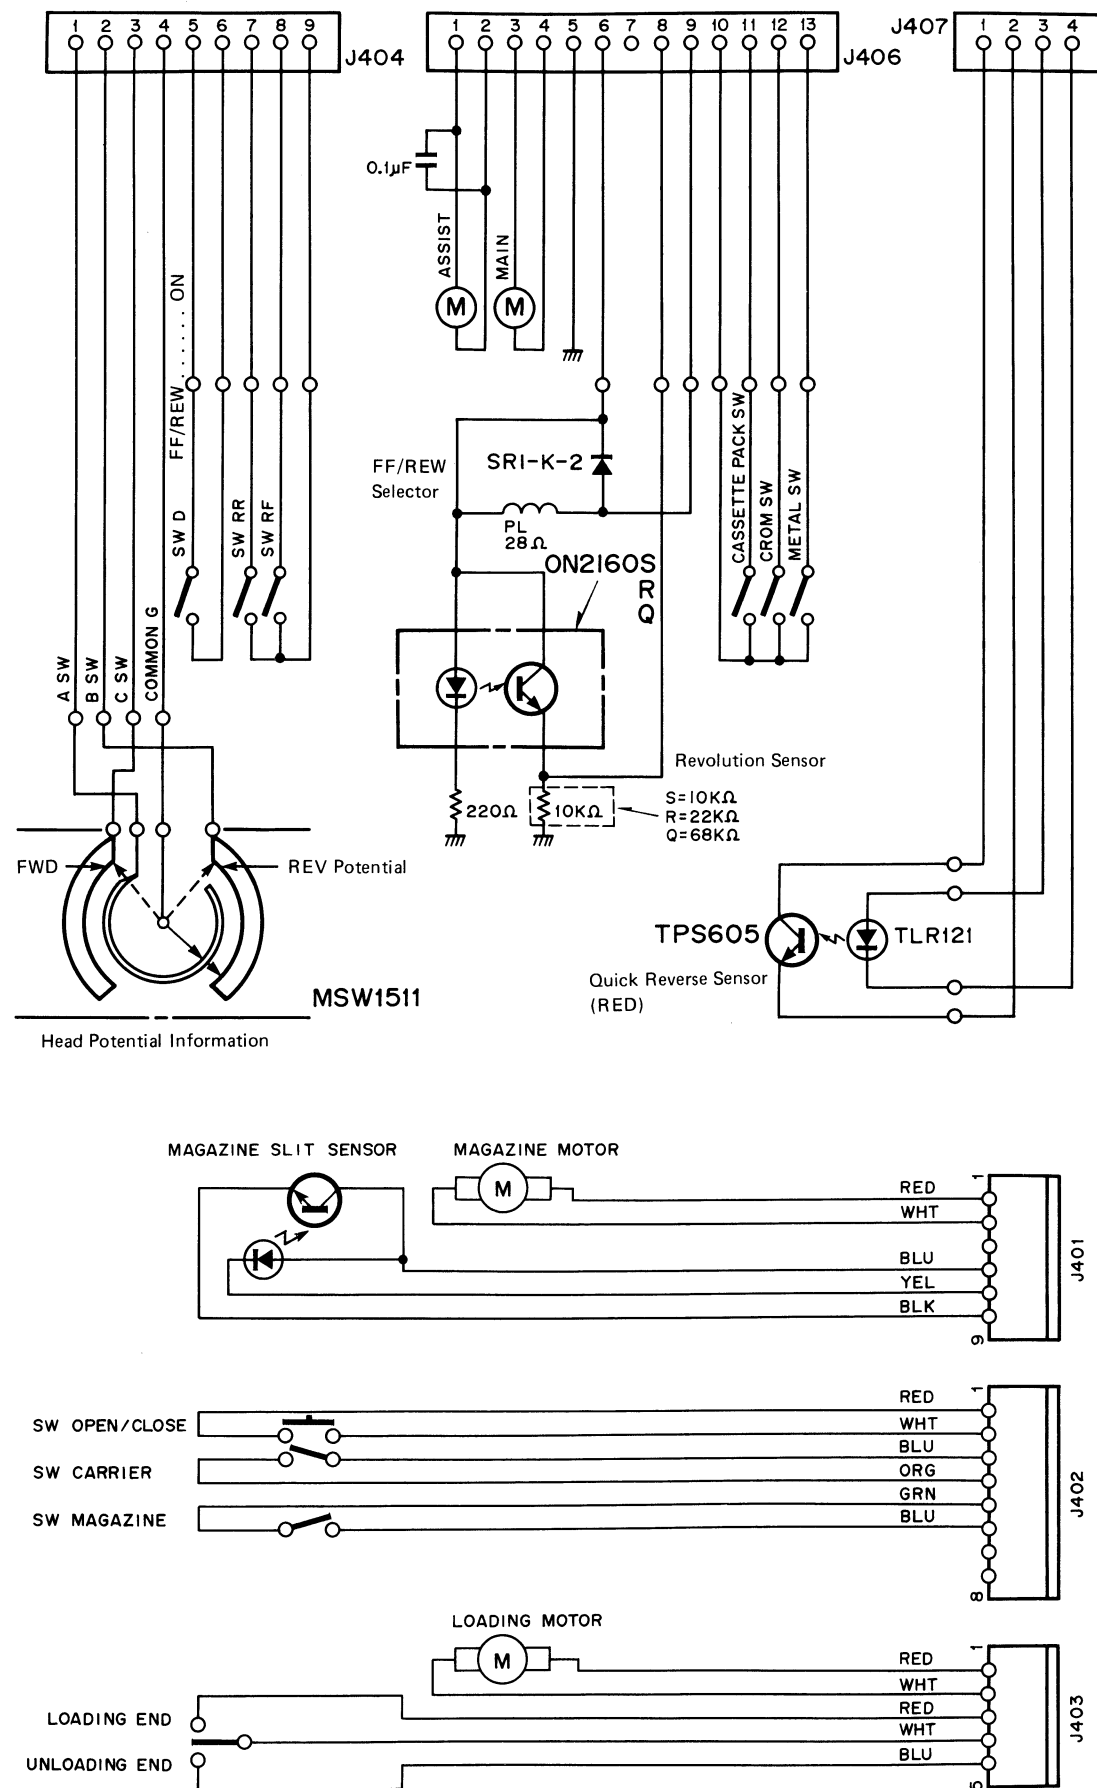 1 2 3 4 5 6 7 8 9
J404
1 2 3 4 5 6 7 8 9 10 11 12 13
J406
J407
1 2 3 4
0.1µF
ASSIST
MAIN
M
M
FF/REW . . . . . . ON
SW D
SW RR
SW RF
A SW
B SW
C SW
COMMON G
FF/REW
Selector
SR1-K-2
PL
28Ω
ON2160S
R
Q
CASSETTE PACK SW
CROM SW
METAL SW
Revolution Sensor
220Ω
10KΩ
S=10KΩ
R=22KΩ
Q=68KΩ
FWD
REV Potential
MSW1511
Head Potential Information
TPS605
TLR121
Quick Reverse Sensor
(RED)
MAGAZINE SLIT SENSOR
MAGAZINE MOTOR
M
RED
WHT
BLU
YEL
BLK
1
9
J401
SW OPEN/CLOSE
SW CARRIER
SW MAGAZINE
RED
WHT
BLU
ORG
GRN
BLU
1
8
J402
LOADING MOTOR
M
LOADING END
UNLOADING END
RED
WHT
RED
WHT
BLU
1
5
J403